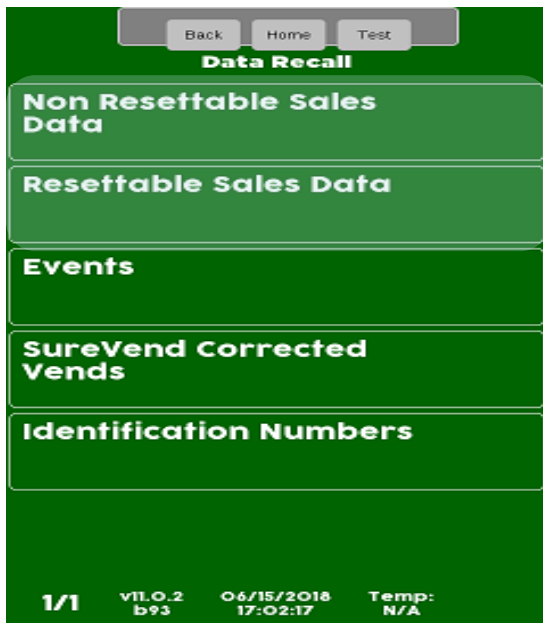 Back Home Test
Data Recall
Non Resettable Sales
Data
Resettable Sales Data
Events
SureVend Corrected
Vends
Identification Numbers
1/1 v11.0.2 06/15/2018 Temp:
b93 17:02:17 N/A